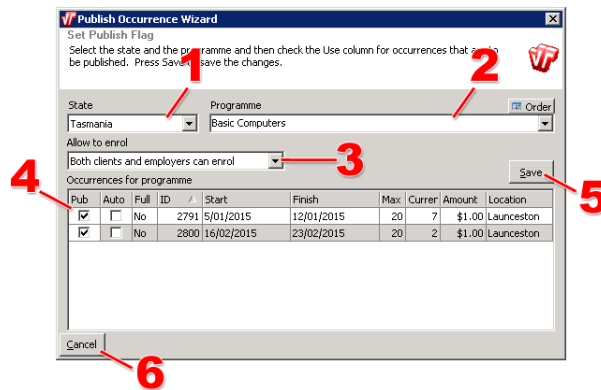 Publish Occurrence Wizard
Set Publish Flag
Select the state and the programme and then check the Use column for occurrences that are to
be published. Press Save to save the changes.
1
2
State
Programme
Order
Tasmania
Basic Computers
Allow to enrol
Both clients and employers can enrol
3
Save
4
5
Occurrences for programme
Pub Auto Full ID Start Finish Max Currer Amount Location
No 2791 5/01/2015 12/01/2015 20 7 $1.00 Launceston
No 2800 16/02/2015 23/02/2015 20 2 $1.00 Launceston
Cancel
6